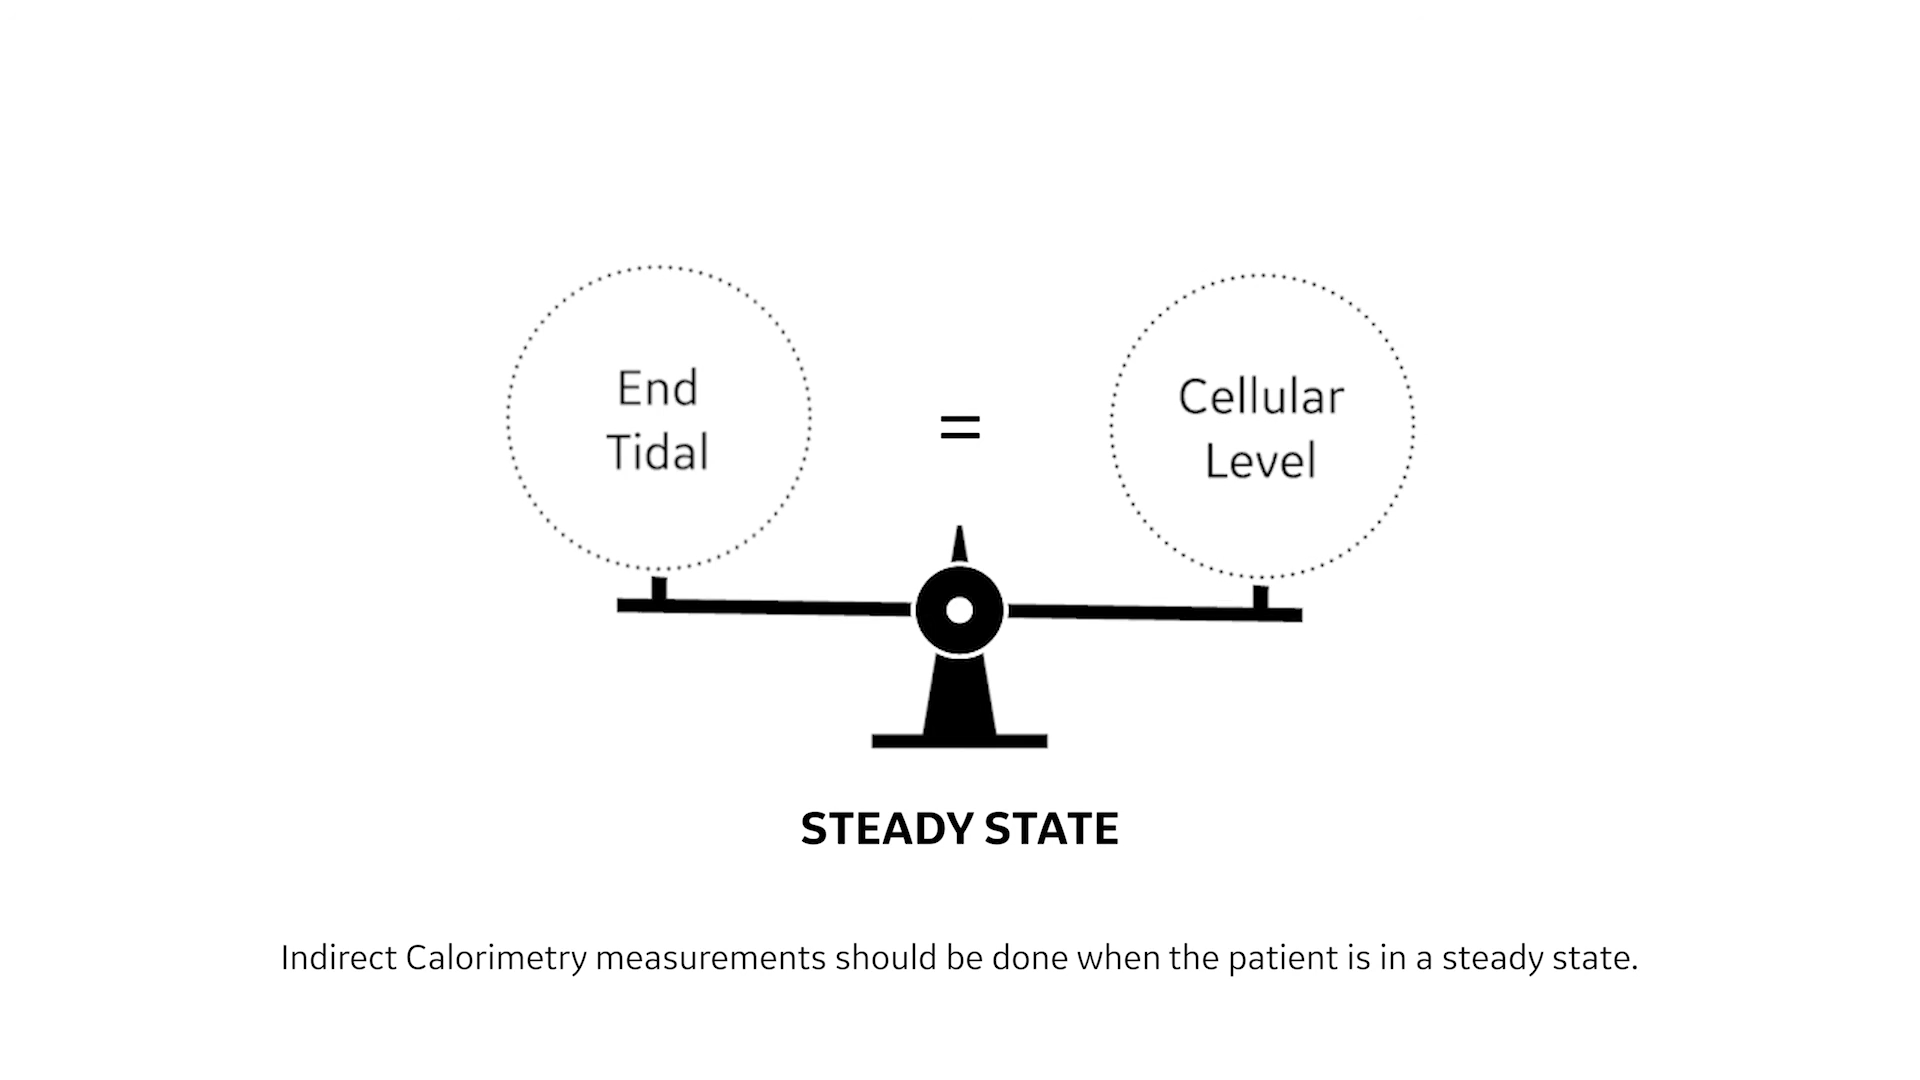 End
Tidal
=
Cellular
Level
STEADY STATE
Indirect Calorimetry measurements should be done when the patient is in a steady state.